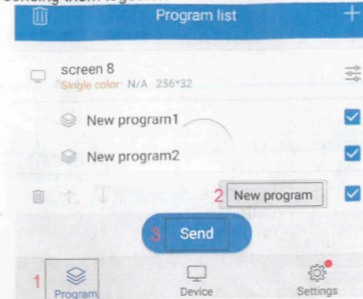 Program list
screen 8
Single color N/A 256*32
New program1
New program2
2 New program
3 Send
1
Program Device Settings